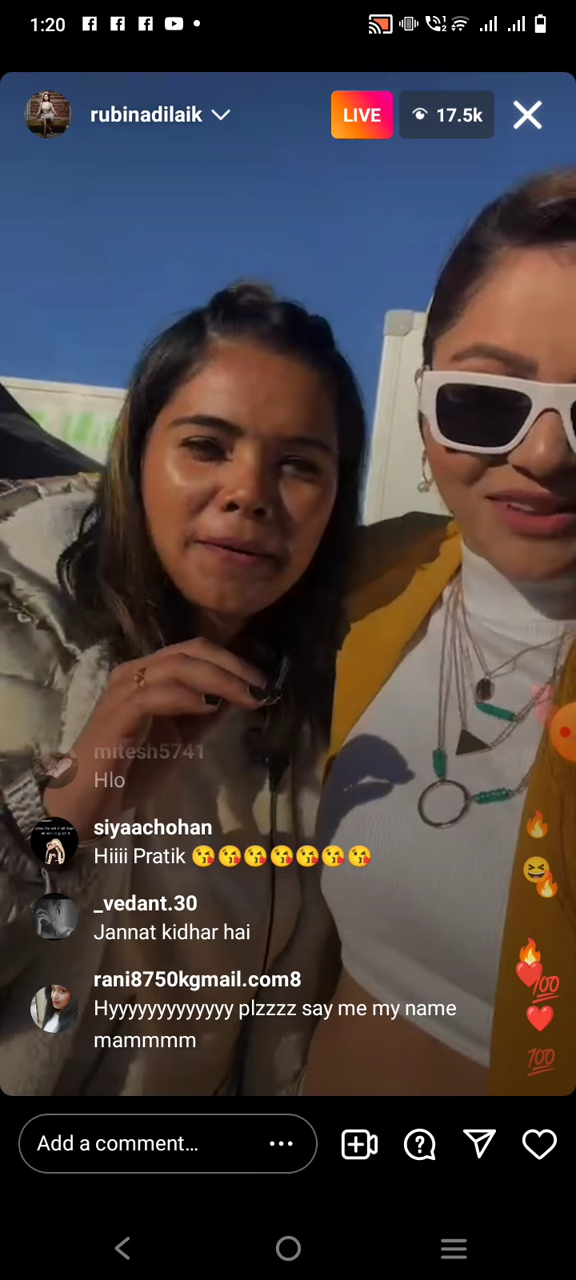 1:20
rubinadilaik
LIVE
17.5k
mitesh5741
Hlo
siyaachohan
Hiiii Pratik 😘😘😘😘😘😘😘
_vedant.30
Jannat kidhar hai
rani8750kgmail.com8
Hyyyyyyyyyyyyy plzzzz say me my name
mammmm
Add a comment...